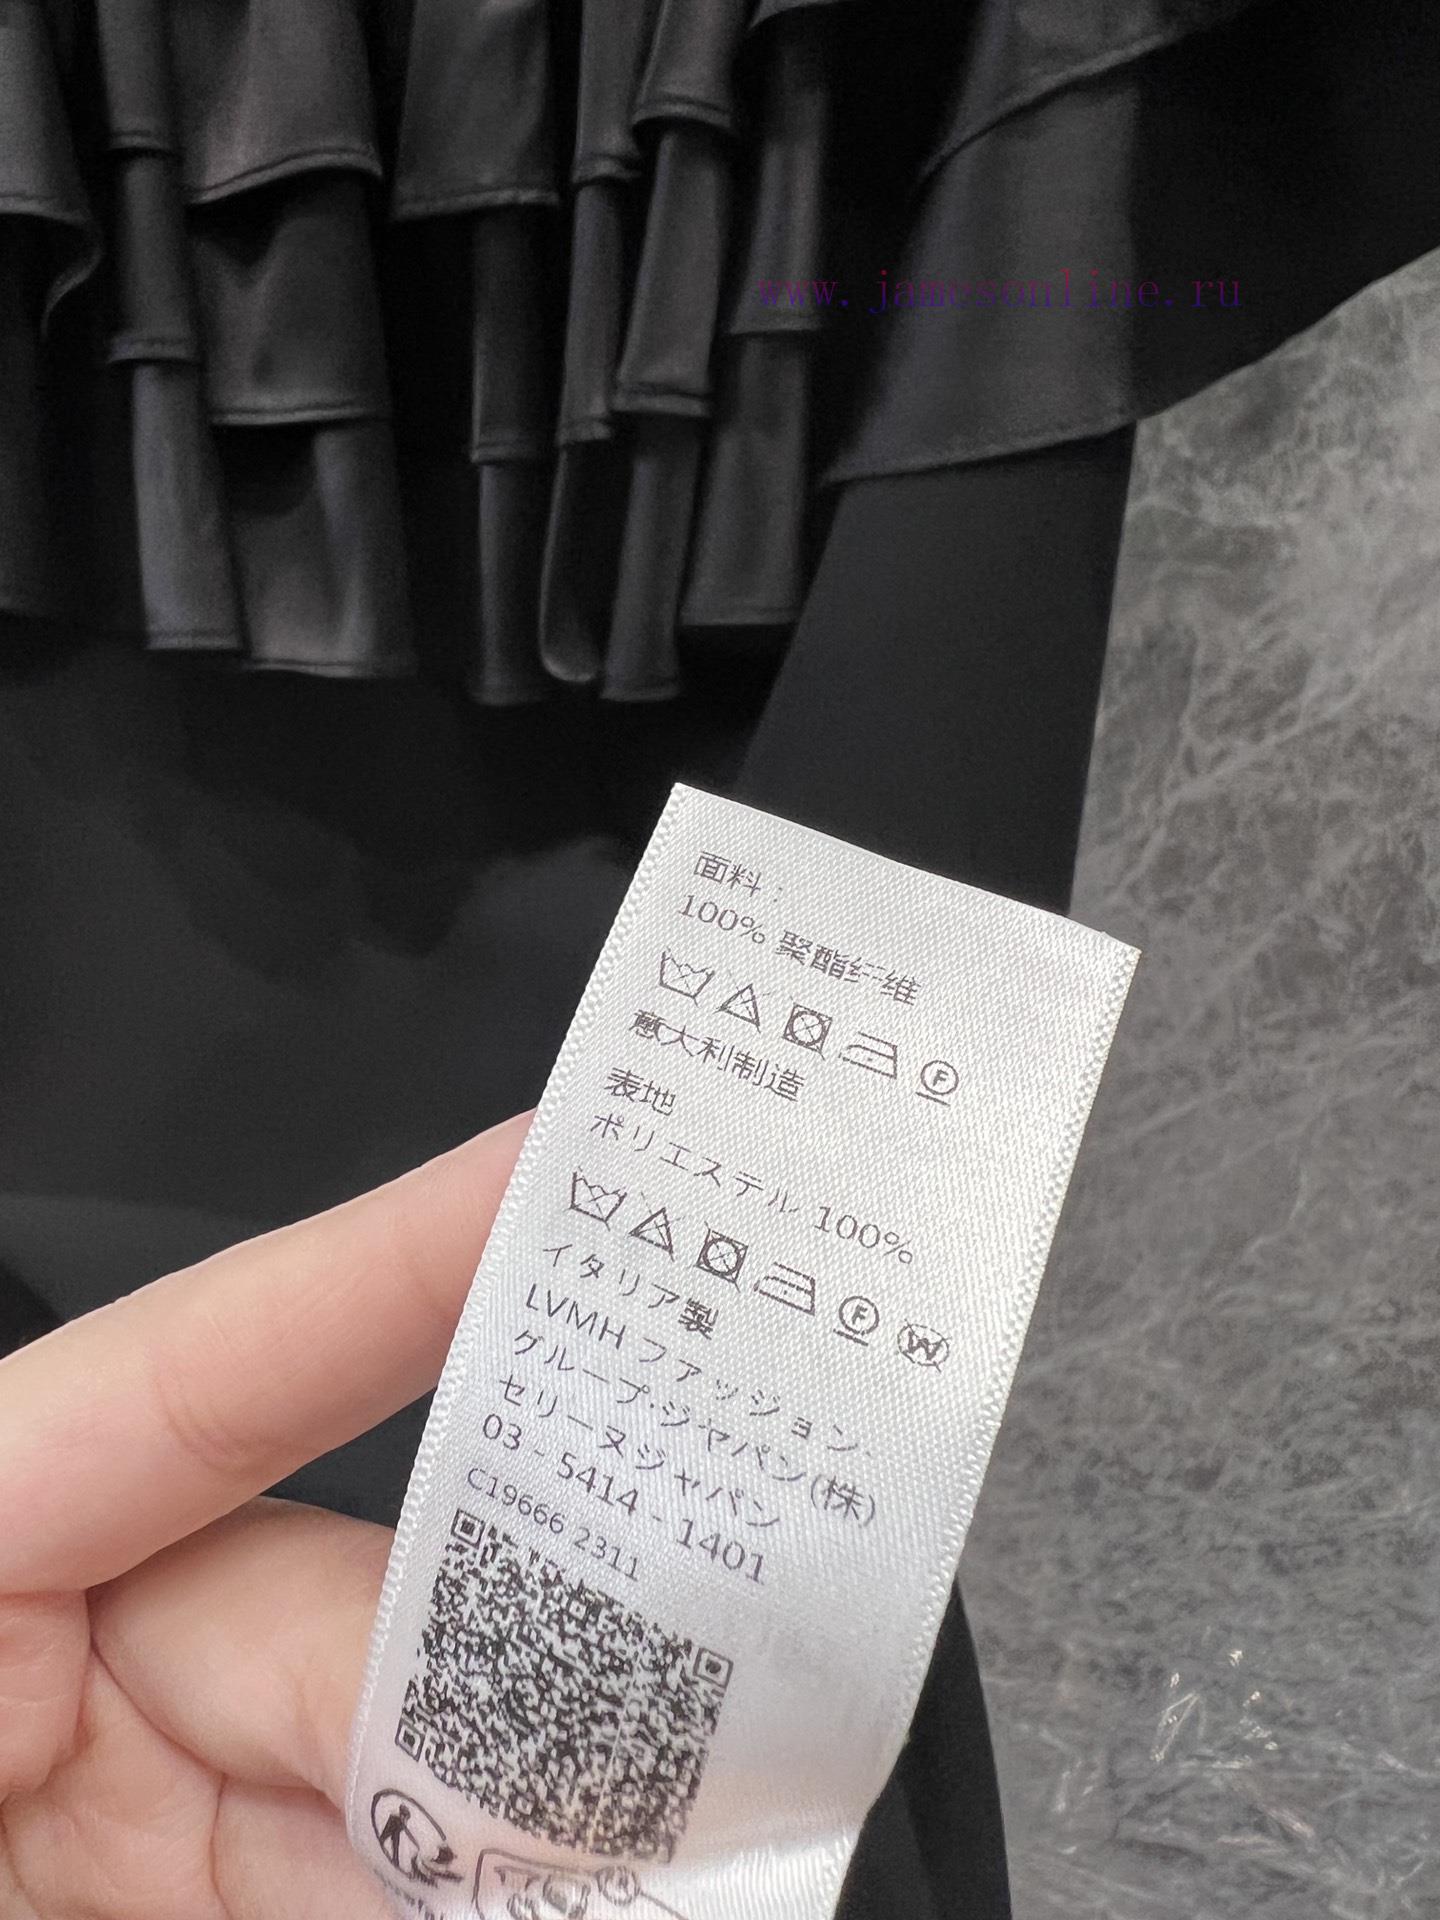 www.jamesonline.ru
面料：
100% 聚酯纤维
意大利制造
表地
ポリエステル 100%
イタリア製
LVMH ファッション・
グループ・ジャパン(株)
セリーヌジャパン
03 - 5414 - 1401
C19666 2311